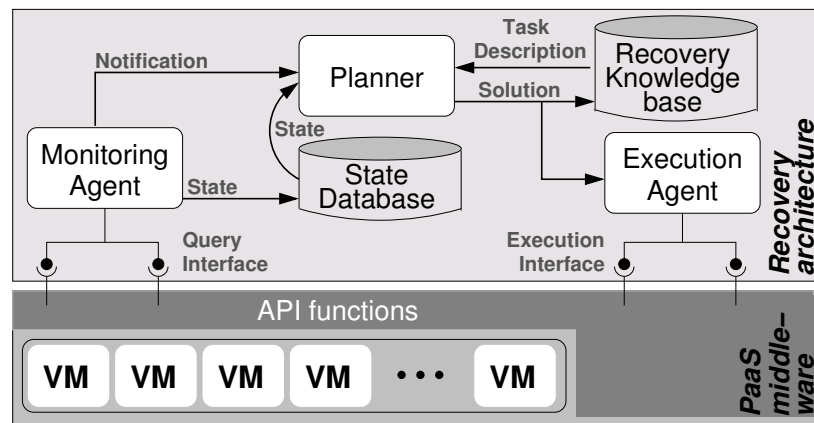 Task
Description
Notification
Planner
Recovery
Knowledge
base
Solution
State
Monitoring
Agent
State
State
Database
Execution
Agent
Query
Interface
Execution
Interface
Recovery
architecture
API functions
VM VM VM VM • • • VM
PaaS
middle–
ware